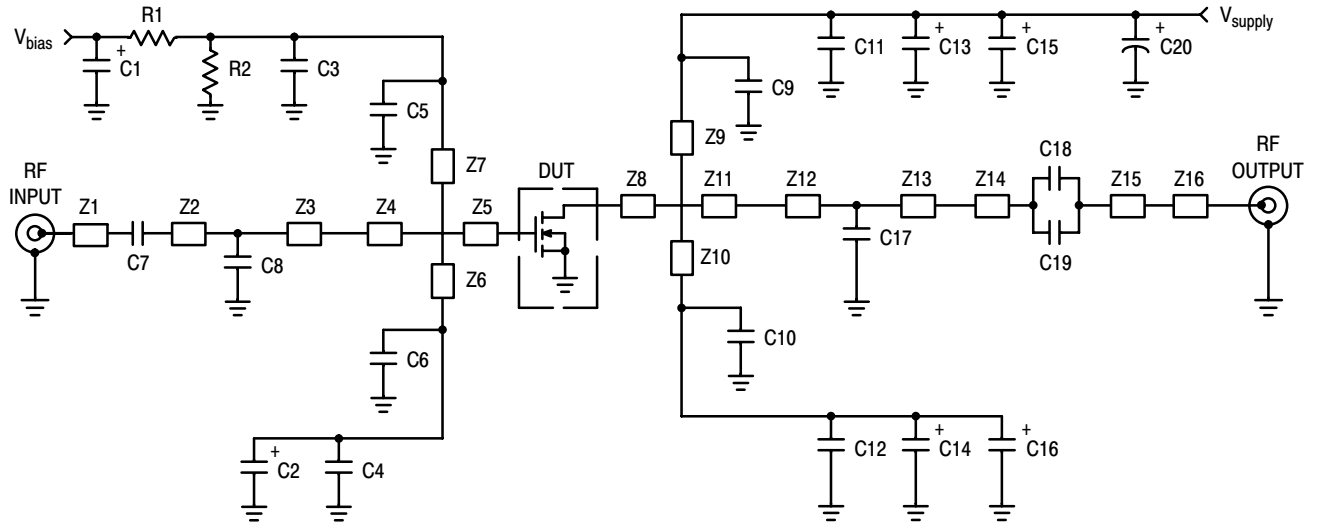 V_bias
R1
+
C1
R2
C3
C5
Z7
RF
INPUT
Z1
C7
Z2
C8
Z3
Z4
Z5
Z6
C6
+
C2
C4
DUT
V_supply
C11
+
C13
+
C15
+
C20
C9
Z9
Z8
Z11
Z12
C17
Z13
Z14
C18
C19
Z15
Z16
RF
OUTPUT
Z10
C10
C12
+
C14
+
C16